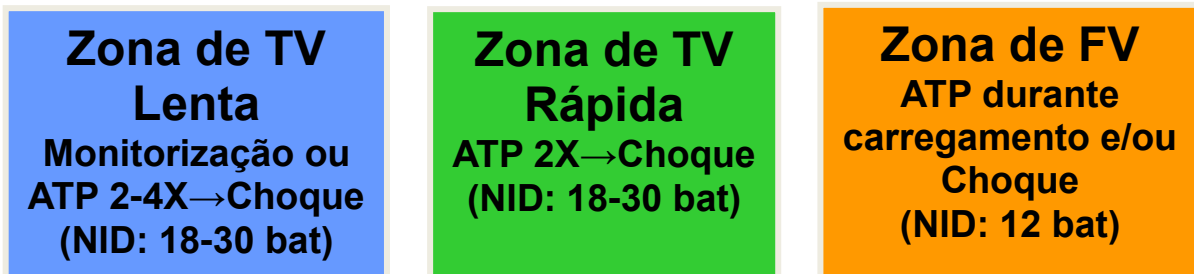 Zona de TV
Lenta
Monitorização ou
ATP 2-4X→Choque
(NID: 18-30 bat)
Zona de TV
Rápida
ATP 2X→Choque
(NID: 18-30 bat)
Zona de FV
ATP durante
carregamento e/ou
Choque
(NID: 12 bat)